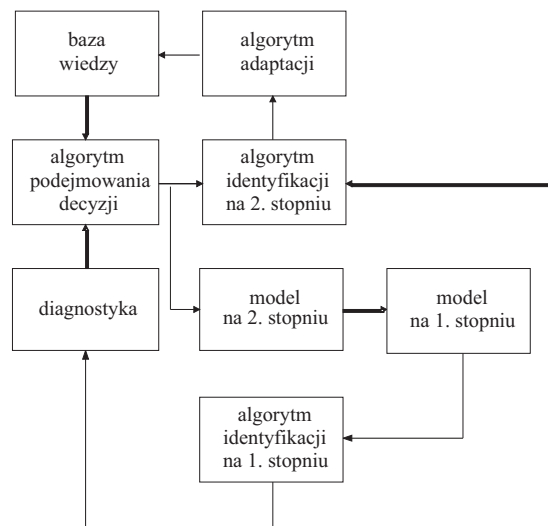 baza
wiedzy
algorytm
adaptacji
algorytm
podejmowania
decyzji
algorytm
identyfikacji
na 2. stopniu
diagnostyka
model
na 2. stopniu
model
na 1. stopniu
algorytm
identyfikacji
na 1. stopniu